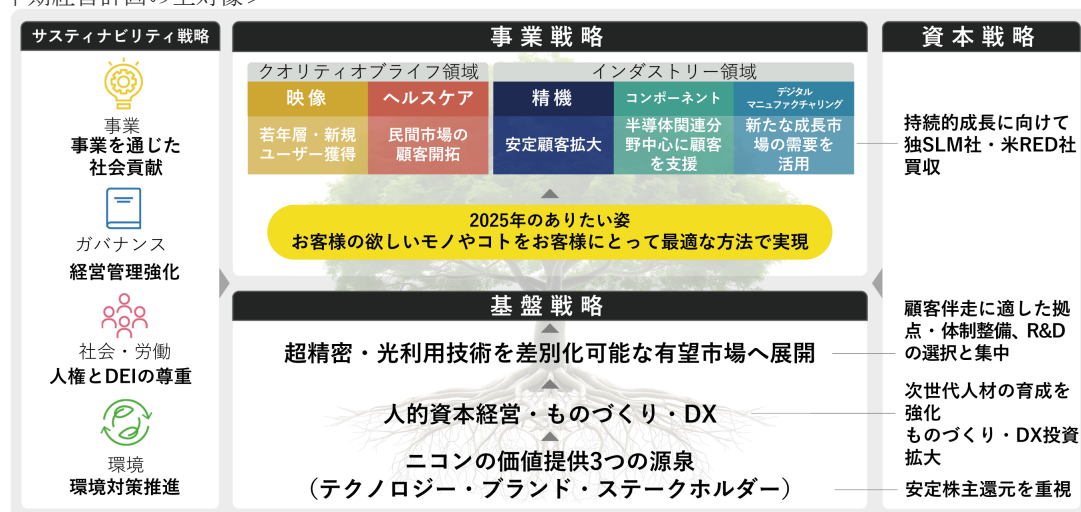 中期経営計画の全対像>
サスティナビリティ戦略
事業
事業を通じた
社会貢献
ガバナンス
経営管理強化
社会・労働
人権とDEIの尊重
環境
環境対策推進
事業戦略
クオリティオブライフ領域
インダストリー領域
映像
ヘルスケア
精機
コンポーネント
デジタル
マニュファクチャリング
若年層・新規
ユーザー獲得
民間市場の
顧客開拓
安定顧客拡大
半導体関連分
野中心に顧客
を支援
新たな成長市
場の需要を
活用
2025年のありたい姿
お客様の欲しいモノやコトをお客様にとって最適な方法で実現
基盤戦略
超精密・光利用技術を差別化可能な有望市場へ展開
人的資本経営・ものづくり・DX
ニコンの価値提供3つの源泉
（テクノロジー・ブランド・ステークホルダー）
資本戦略
持続的成長に向けて
独SLM社・米RED社
買収
顧客伴走に適した拠
点・体制整備、R&D
の選択と集中
次世代人材の育成を
強化
ものづくり・DX投資
拡大
安定株主還元を重視